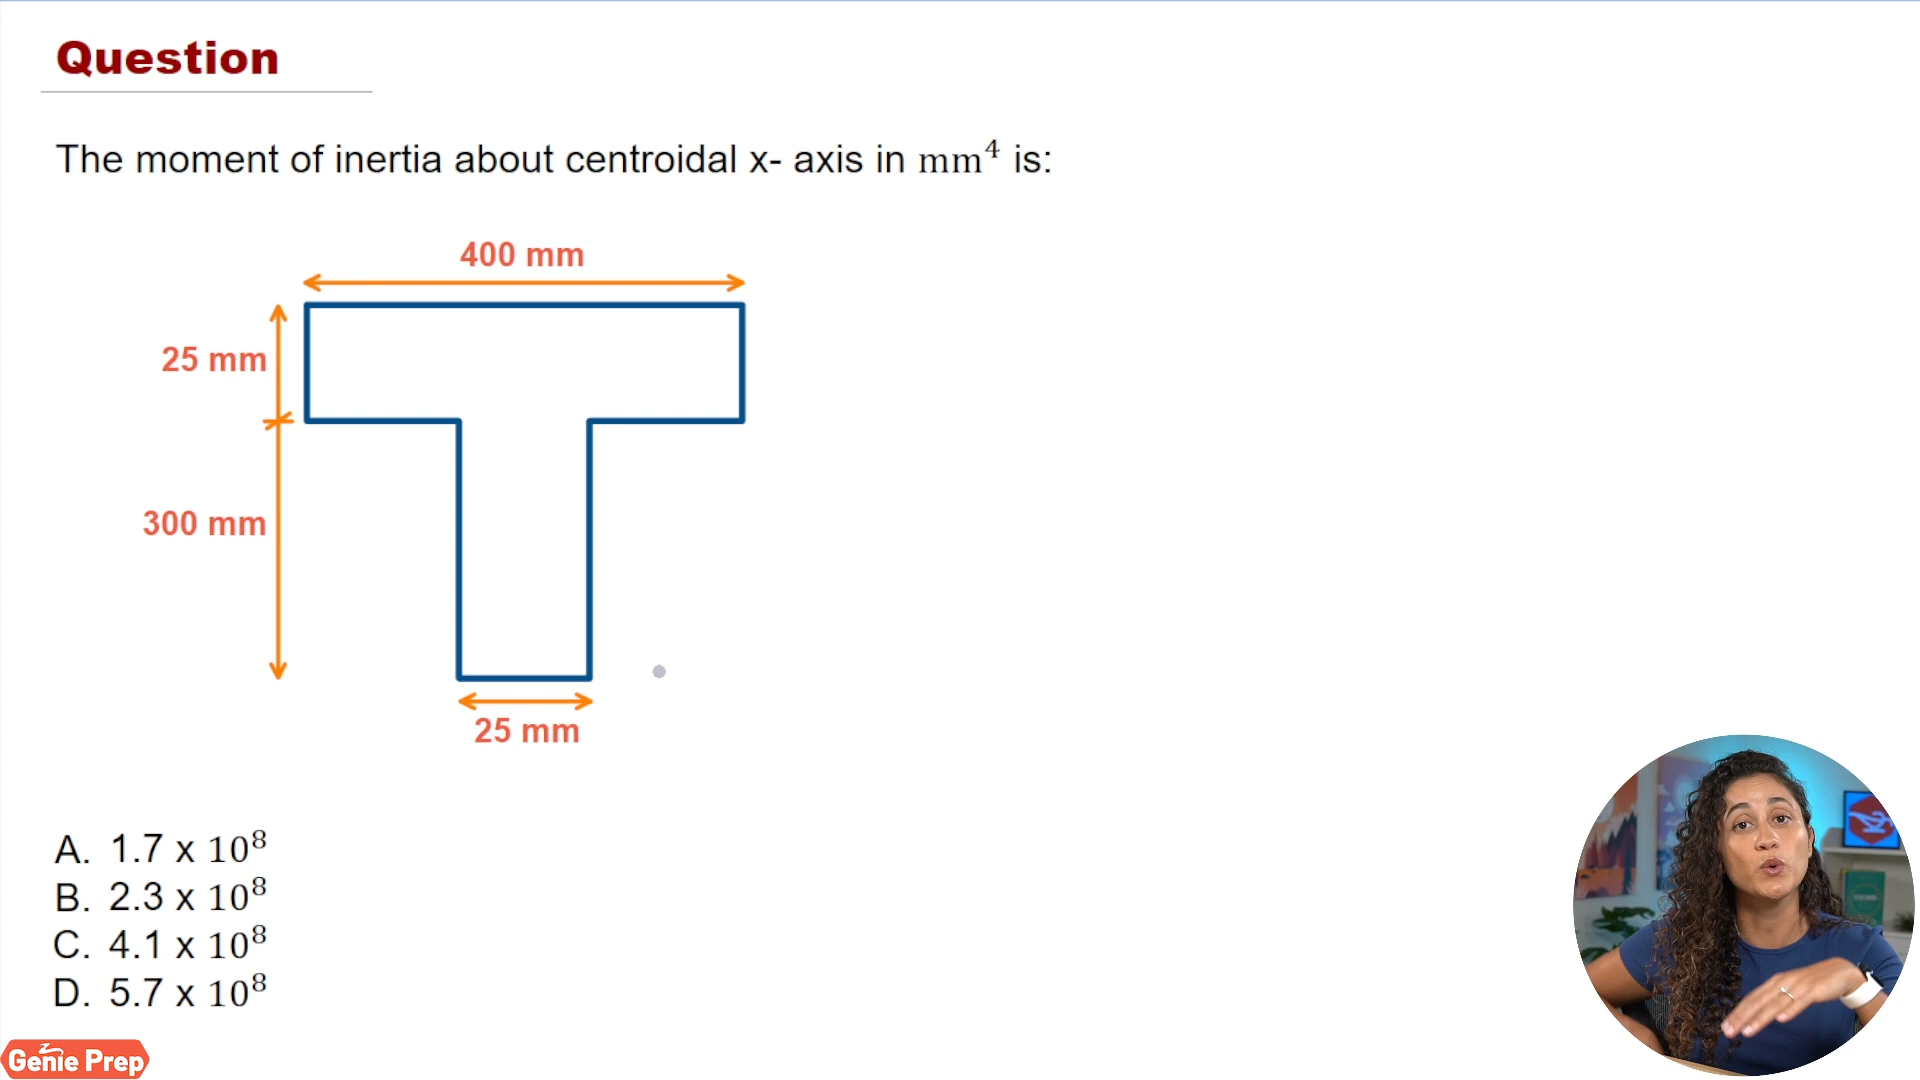 Question
The moment of inertia about centroidal x- axis in mm⁴ is:
400 mm
25 mm
300 mm
25 mm
A. 1.7 x 10⁸
B. 2.3 x 10⁸
C. 4.1 x 10⁸
D. 5.7 x 10⁸
Genie Prep